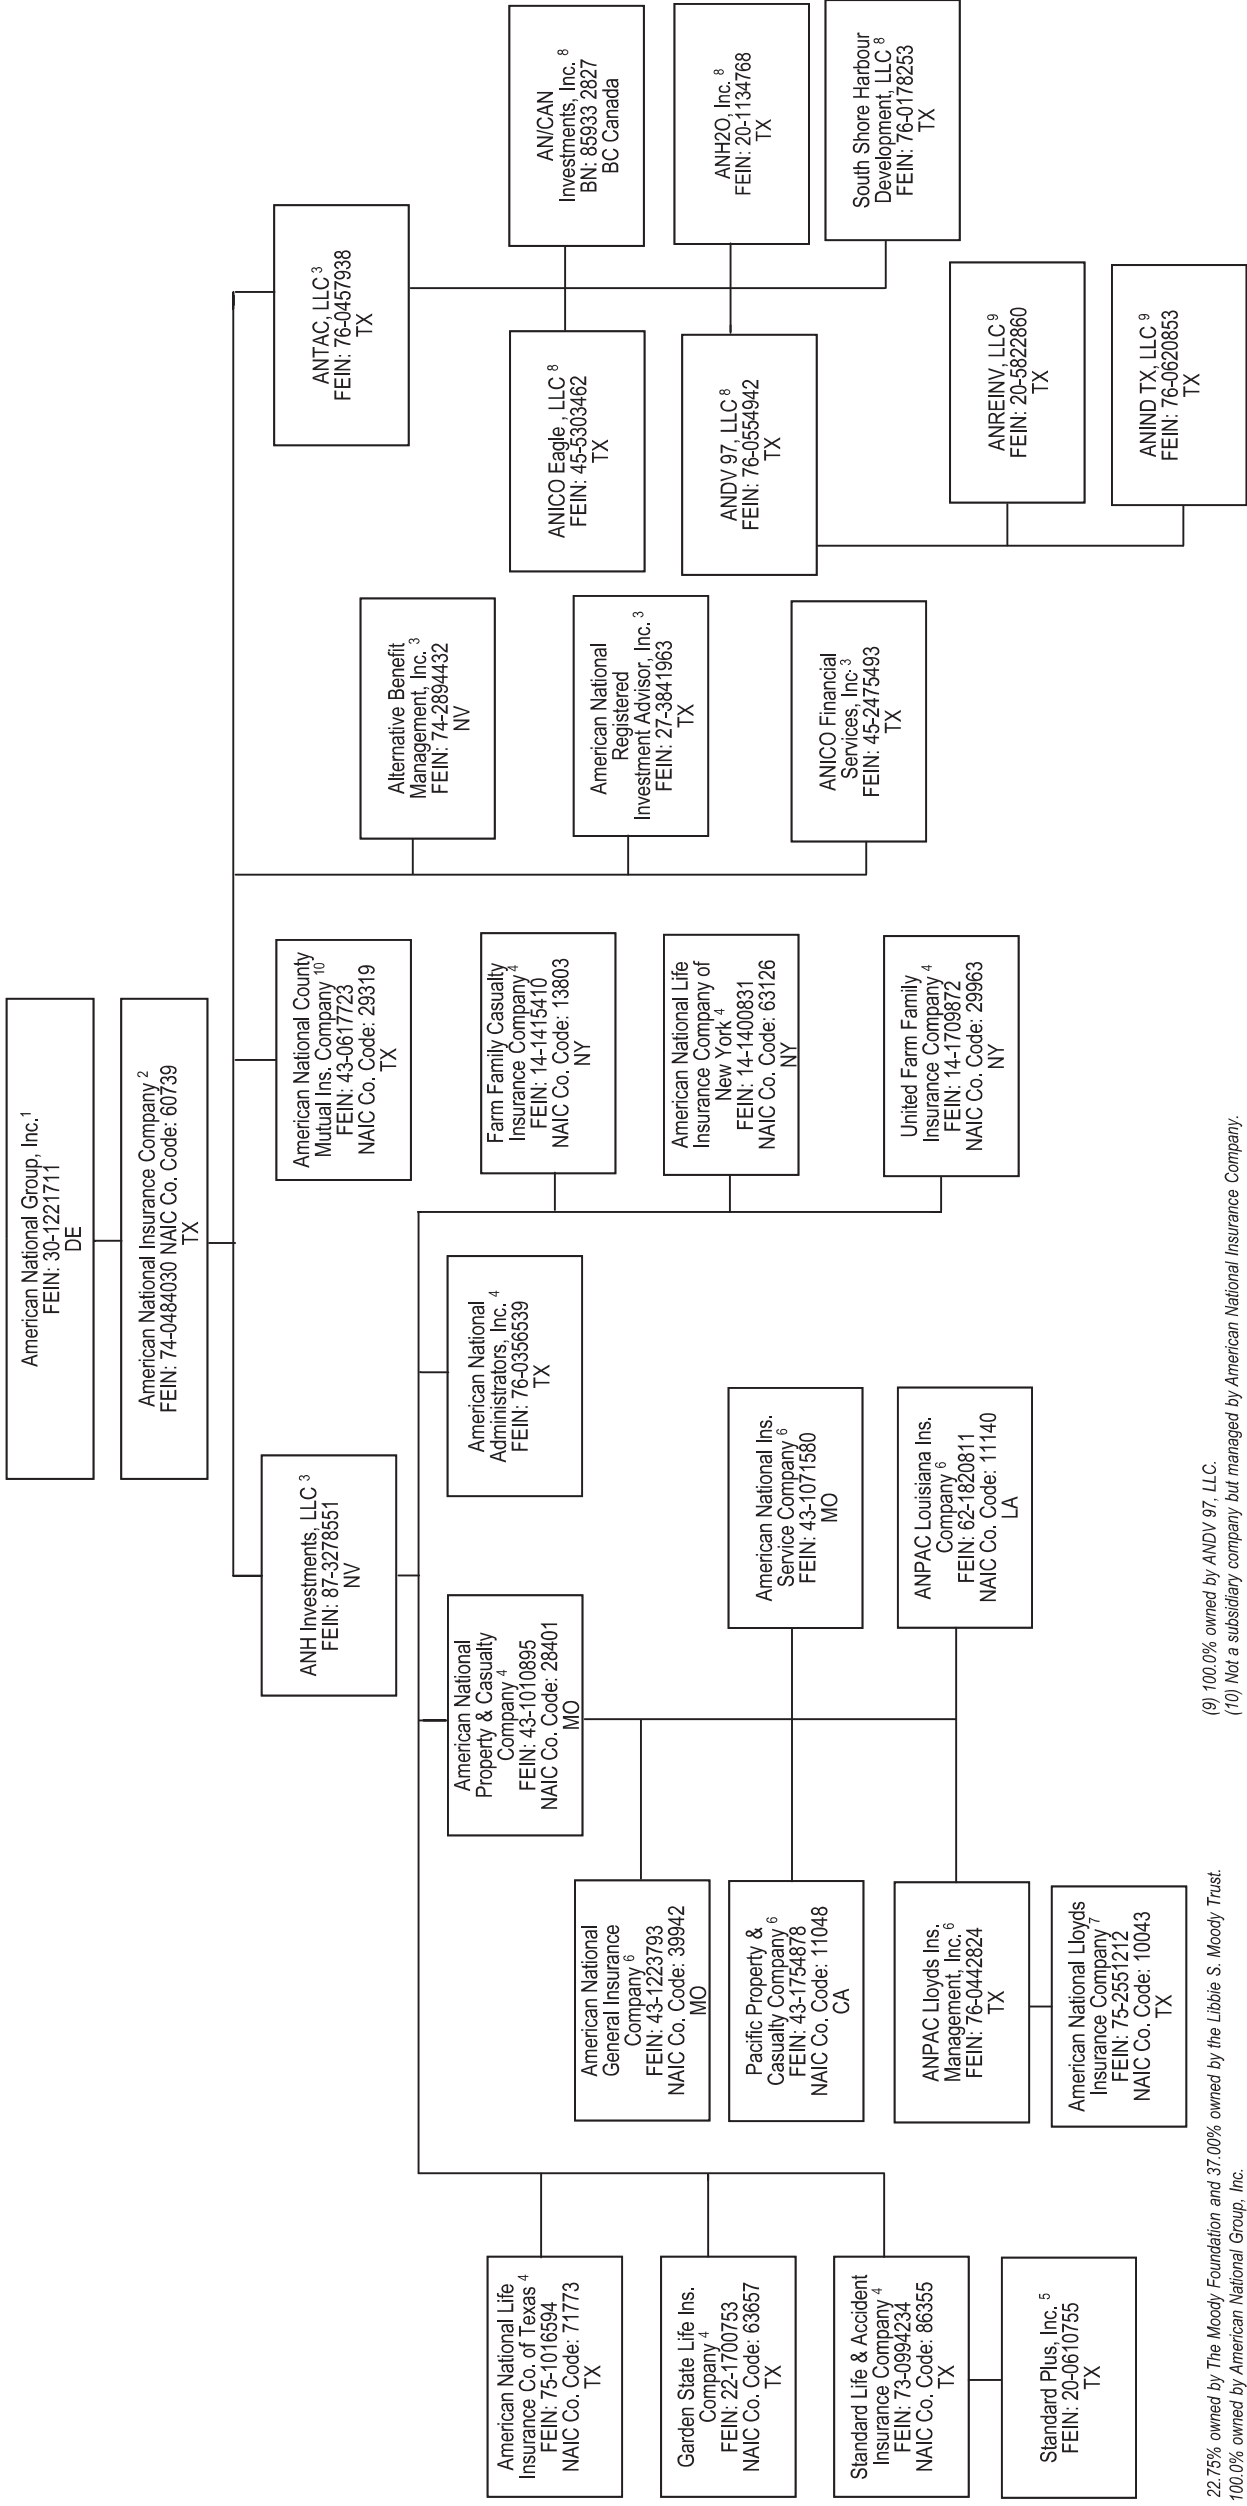 American National Group, Inc.1
FEIN: 30-1221711
DE
American National Insurance Company 2
FEIN: 74-0484030 NAIC Co. Code: 60739
TX
ANH Investments, LLC 3
FEIN: 87-3278551
NV
American National County
Mutual Ins. Company 10
FEIN: 43-0617723
NAIC Co. Code: 29319
TX
ANTAC, LLC 3
FEIN: 76-0457938
TX
Alternative Benefit
Management, Inc. 3
FEIN: 74-2894432
NV
American National
Registered
Investment Advisor, Inc. 3
FEIN: 27-3841963
TX
ANICO Financial
Services, Inc. 3
FEIN: 45-2475493
TX
American National Life
Insurance Co. of Texas 4
FEIN: 75-1016594
NAIC Co. Code: 71773
TX
Garden State Life Ins.
Company 4
FEIN: 22-1700753
NAIC Co. Code: 63657
TX
Standard Life & Accident
Insurance Company 4
FEIN: 73-0994234
NAIC Co. Code: 86355
TX
Standard Plus, Inc. 5
FEIN: 20-0610755
TX
American National
Property & Casualty
Company 4
FEIN: 43-1010895
NAIC Co. Code: 28401
MO
American National
General Insurance
Company 6
FEIN: 43-1223793
NAIC Co. Code: 39942
MO
Pacific Property &
Casualty Company 6
FEIN: 43-1754878
NAIC Co. Code: 11048
CA
ANPAC Lloyds Ins.
Management, Inc. 6
FEIN: 76-0442824
TX
American National Lloyds
Insurance Company 7
FEIN: 75-2551212
NAIC Co. Code: 10043
TX
American National Ins.
Service Company 6
FEIN: 43-1071580
MO
ANPAC Louisiana Ins.
Company 6
FEIN: 62-1820811
NAIC Co. Code: 11140
LA
American National
Administrators, Inc. 4
FEIN: 76-0356539
TX
Farm Family Casualty
Insurance Company 4
FEIN: 14-1415410
NAIC Co. Code: 13803
NY
American National Life
Insurance Company of
New York 4
FEIN: 14-1400831
NAIC Co. Code: 63126
NY
United Farm Family
Insurance Company 4
FEIN: 14-1709872
NAIC Co. Code: 29963
NY
ANICO Eagle , LLC 8
FEIN: 45-5303462
TX
AN/CAN
Investments, Inc. 8
BN: 85933 2827
BC Canada
ANDV 97, LLC 8
FEIN: 76-0554942
TX
ANH2O, Inc. 8
FEIN: 20-1134768
TX
South Shore Harbour
Development, LLC 8
FEIN: 76-0178253
TX
ANREINV, LLC 9
FEIN: 20-5822860
TX
ANIND TX, LLC 9
FEIN: 76-0620853
TX
22.75% owned by The Moody Foundation and 37.00% owned by the Libbie S. Moody Trust.
100.0% owned by American National Group, Inc.
(9) 100.0% owned by ANDV 97, LLC.
(10) Not a subsidiary company but managed by American National Insurance Company.